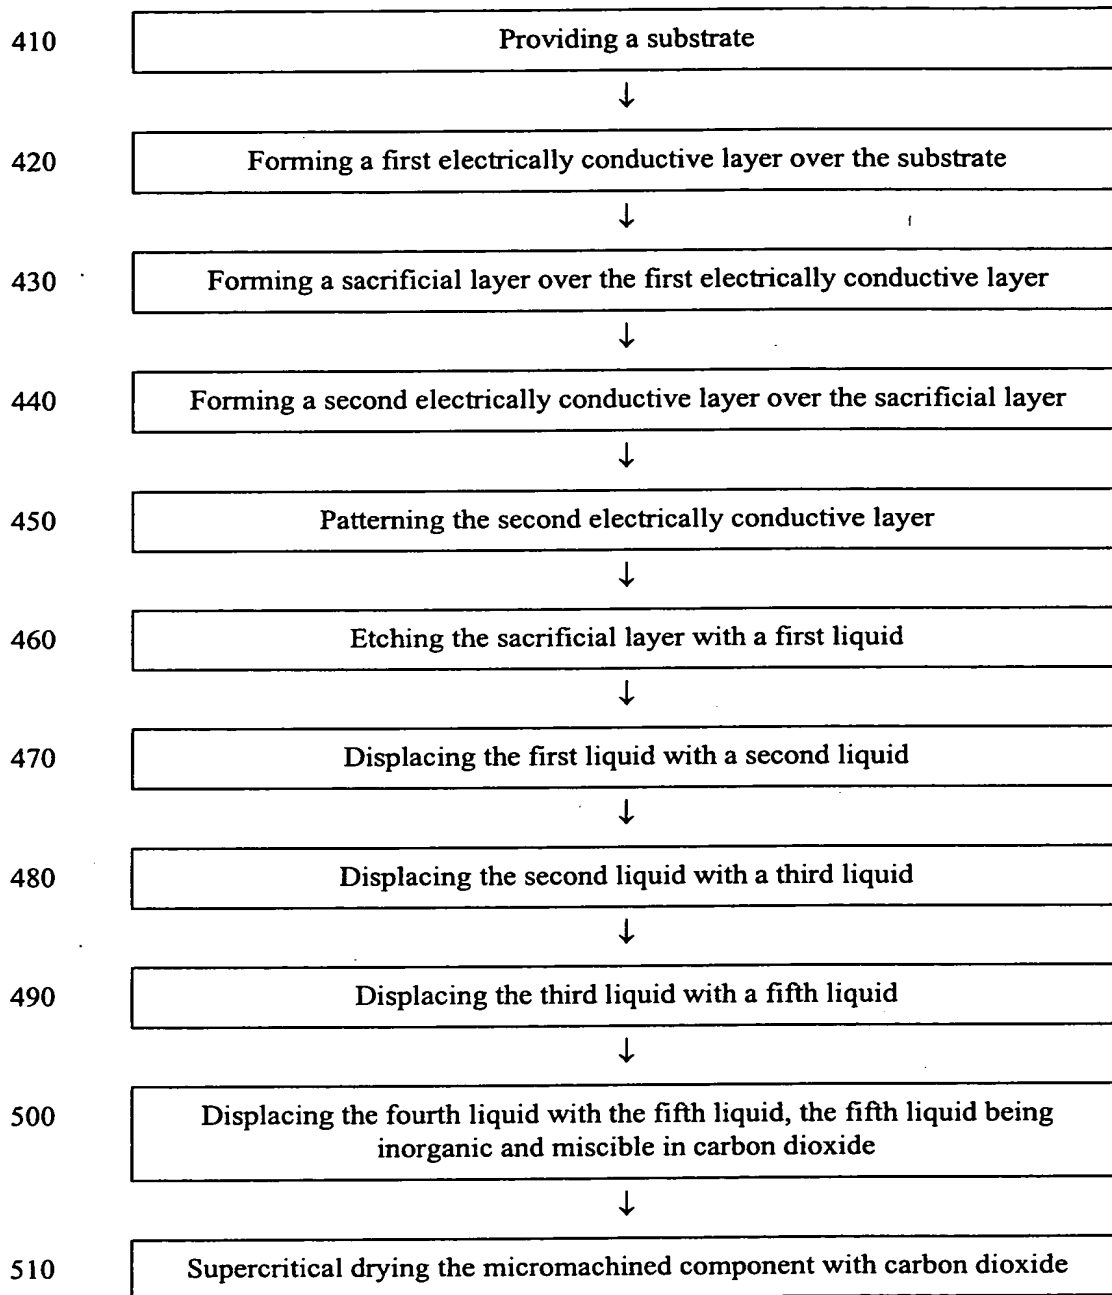 410 Providing a substrate
↓
420 Forming a first electrically conductive layer over the substrate
↓
430 Forming a sacrificial layer over the first electrically conductive layer
↓
440 Forming a second electrically conductive layer over the sacrificial layer
↓
450 Patterning the second electrically conductive layer
↓
460 Etching the sacrificial layer with a first liquid
↓
470 Displacing the first liquid with a second liquid
↓
480 Displacing the second liquid with a third liquid
↓
490 Displacing the third liquid with a fifth liquid
↓
500 Displacing the fourth liquid with the fifth liquid, the fifth liquid being
inorganic and miscible in carbon dioxide
↓
510 Supercritical drying the micromachined component with carbon dioxide